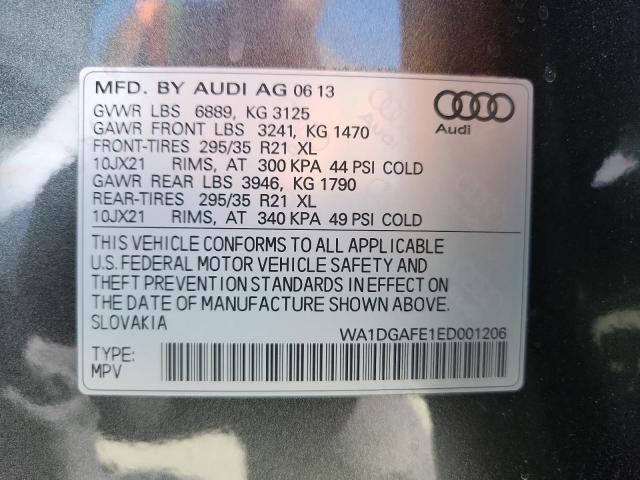 MFD. BY AUDI AG 06 13
GVWR LBS 6889, KG 3125
GAWR FRONT LBS 3241, KG 1470
FRONT-TIRES 295/35 R21 XL
10JX21 RIMS, AT 300 KPA 44 PSI COLD
GAWR REAR LBS 3946, KG 1790
REAR-TIRES 295/35 R21 XL
10JX21 RIMS, AT 340 KPA 49 PSI COLD
Audi
THIS VEHICLE CONFORMS TO ALL APPLICABLE
U.S. FEDERAL MOTOR VEHICLE SAFETY AND
THEFT PREVENTION STANDARDS IN EFFECT ON
THE DATE OF MANUFACTURE SHOWN ABOVE.
SLOVAKIA
WA1DGAFE1ED001206
TYPE:
MPV